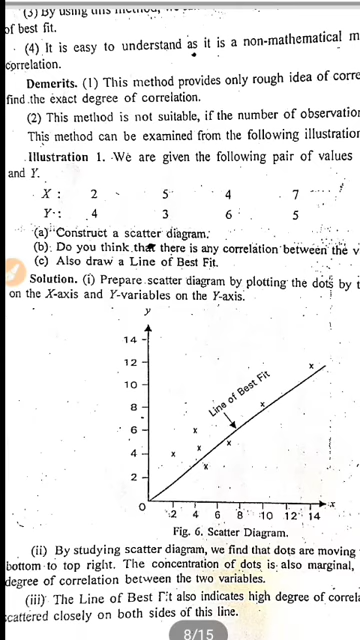 (3) By using this method, we can
of best fit.
(4) It is easy to understand as it is a non-mathematical m
correlation.
Demerits. (1) This method provides only rough idea of corre
find the exact degree of correlation.
(2) This method is not suitable, if the number of observation
This method can be examined from the following illustration
Illustration 1. We are given the following pair of values
and Y.
X : 2 5 4 7
Y : 4 3 6 5
(a) Construct a scatter diagram.
(b) Do you think that there is any correlation between the v
(c) Also draw a Line of Best Fit.
Solution. (i) Prepare scatter diagram by plotting the dots by t
on the X-axis and Y-variables on the Y-axis.
y
14
12
10
8
6
4
2
0
Line of Best Fit
2 4 6 8 10 12 14 x
Fig. 6. Scatter Diagram.
(ii) By studying scatter diagram, we find that dots are moving
bottom to top right. The concentration of dots is also marginal,
degree of correlation between the two variables.
(iii) The Line of Best Fit also indicates high degree of correla
scattered closely on both sides of this line.
8/15